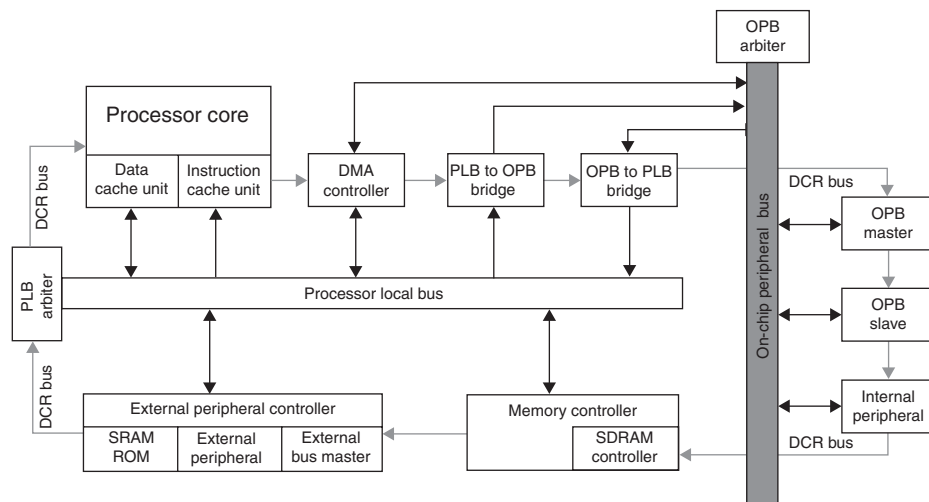 OPB
arbiter
Processor core
Data
cache unit
Instruction
cache unit
DMA
controller
PLB to OPB
bridge
OPB to PLB
bridge
DCR bus
DCR bus
OPB
master
PLB
arbiter
Processor local bus
On-chip peripheral bus
OPB
slave
DCR bus
External peripheral controller
SRAM
ROM
External
peripheral
External
bus master
Memory controller
SDRAM
controller
Internal
peripheral
DCR bus